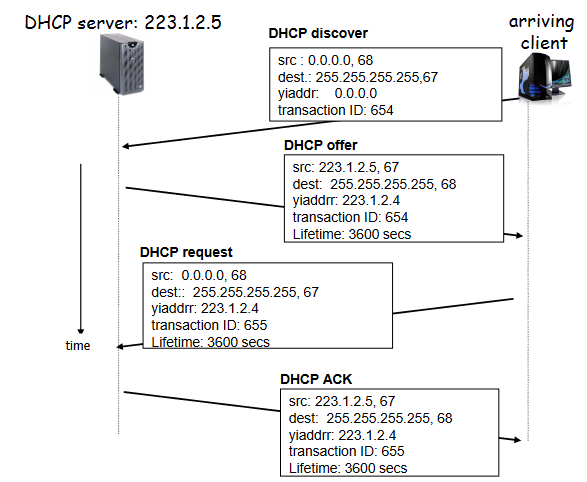 DHCP server: 223.1.2.5
arriving
client
DHCP discover
src : 0.0.0.0, 68
dest.: 255.255.255.255,67
yiaddr: 0.0.0.0
transaction ID: 654
DHCP offer
src: 223.1.2.5, 67
dest: 255.255.255.255, 68
yiaddrr: 223.1.2.4
transaction ID: 654
Lifetime: 3600 secs
DHCP request
src: 0.0.0.0, 68
dest:: 255.255.255.255, 67
yiaddrr: 223.1.2.4
transaction ID: 655
Lifetime: 3600 secs
time
DHCP ACK
src: 223.1.2.5, 67
dest: 255.255.255.255, 68
yiaddrr: 223.1.2.4
transaction ID: 655
Lifetime: 3600 secs